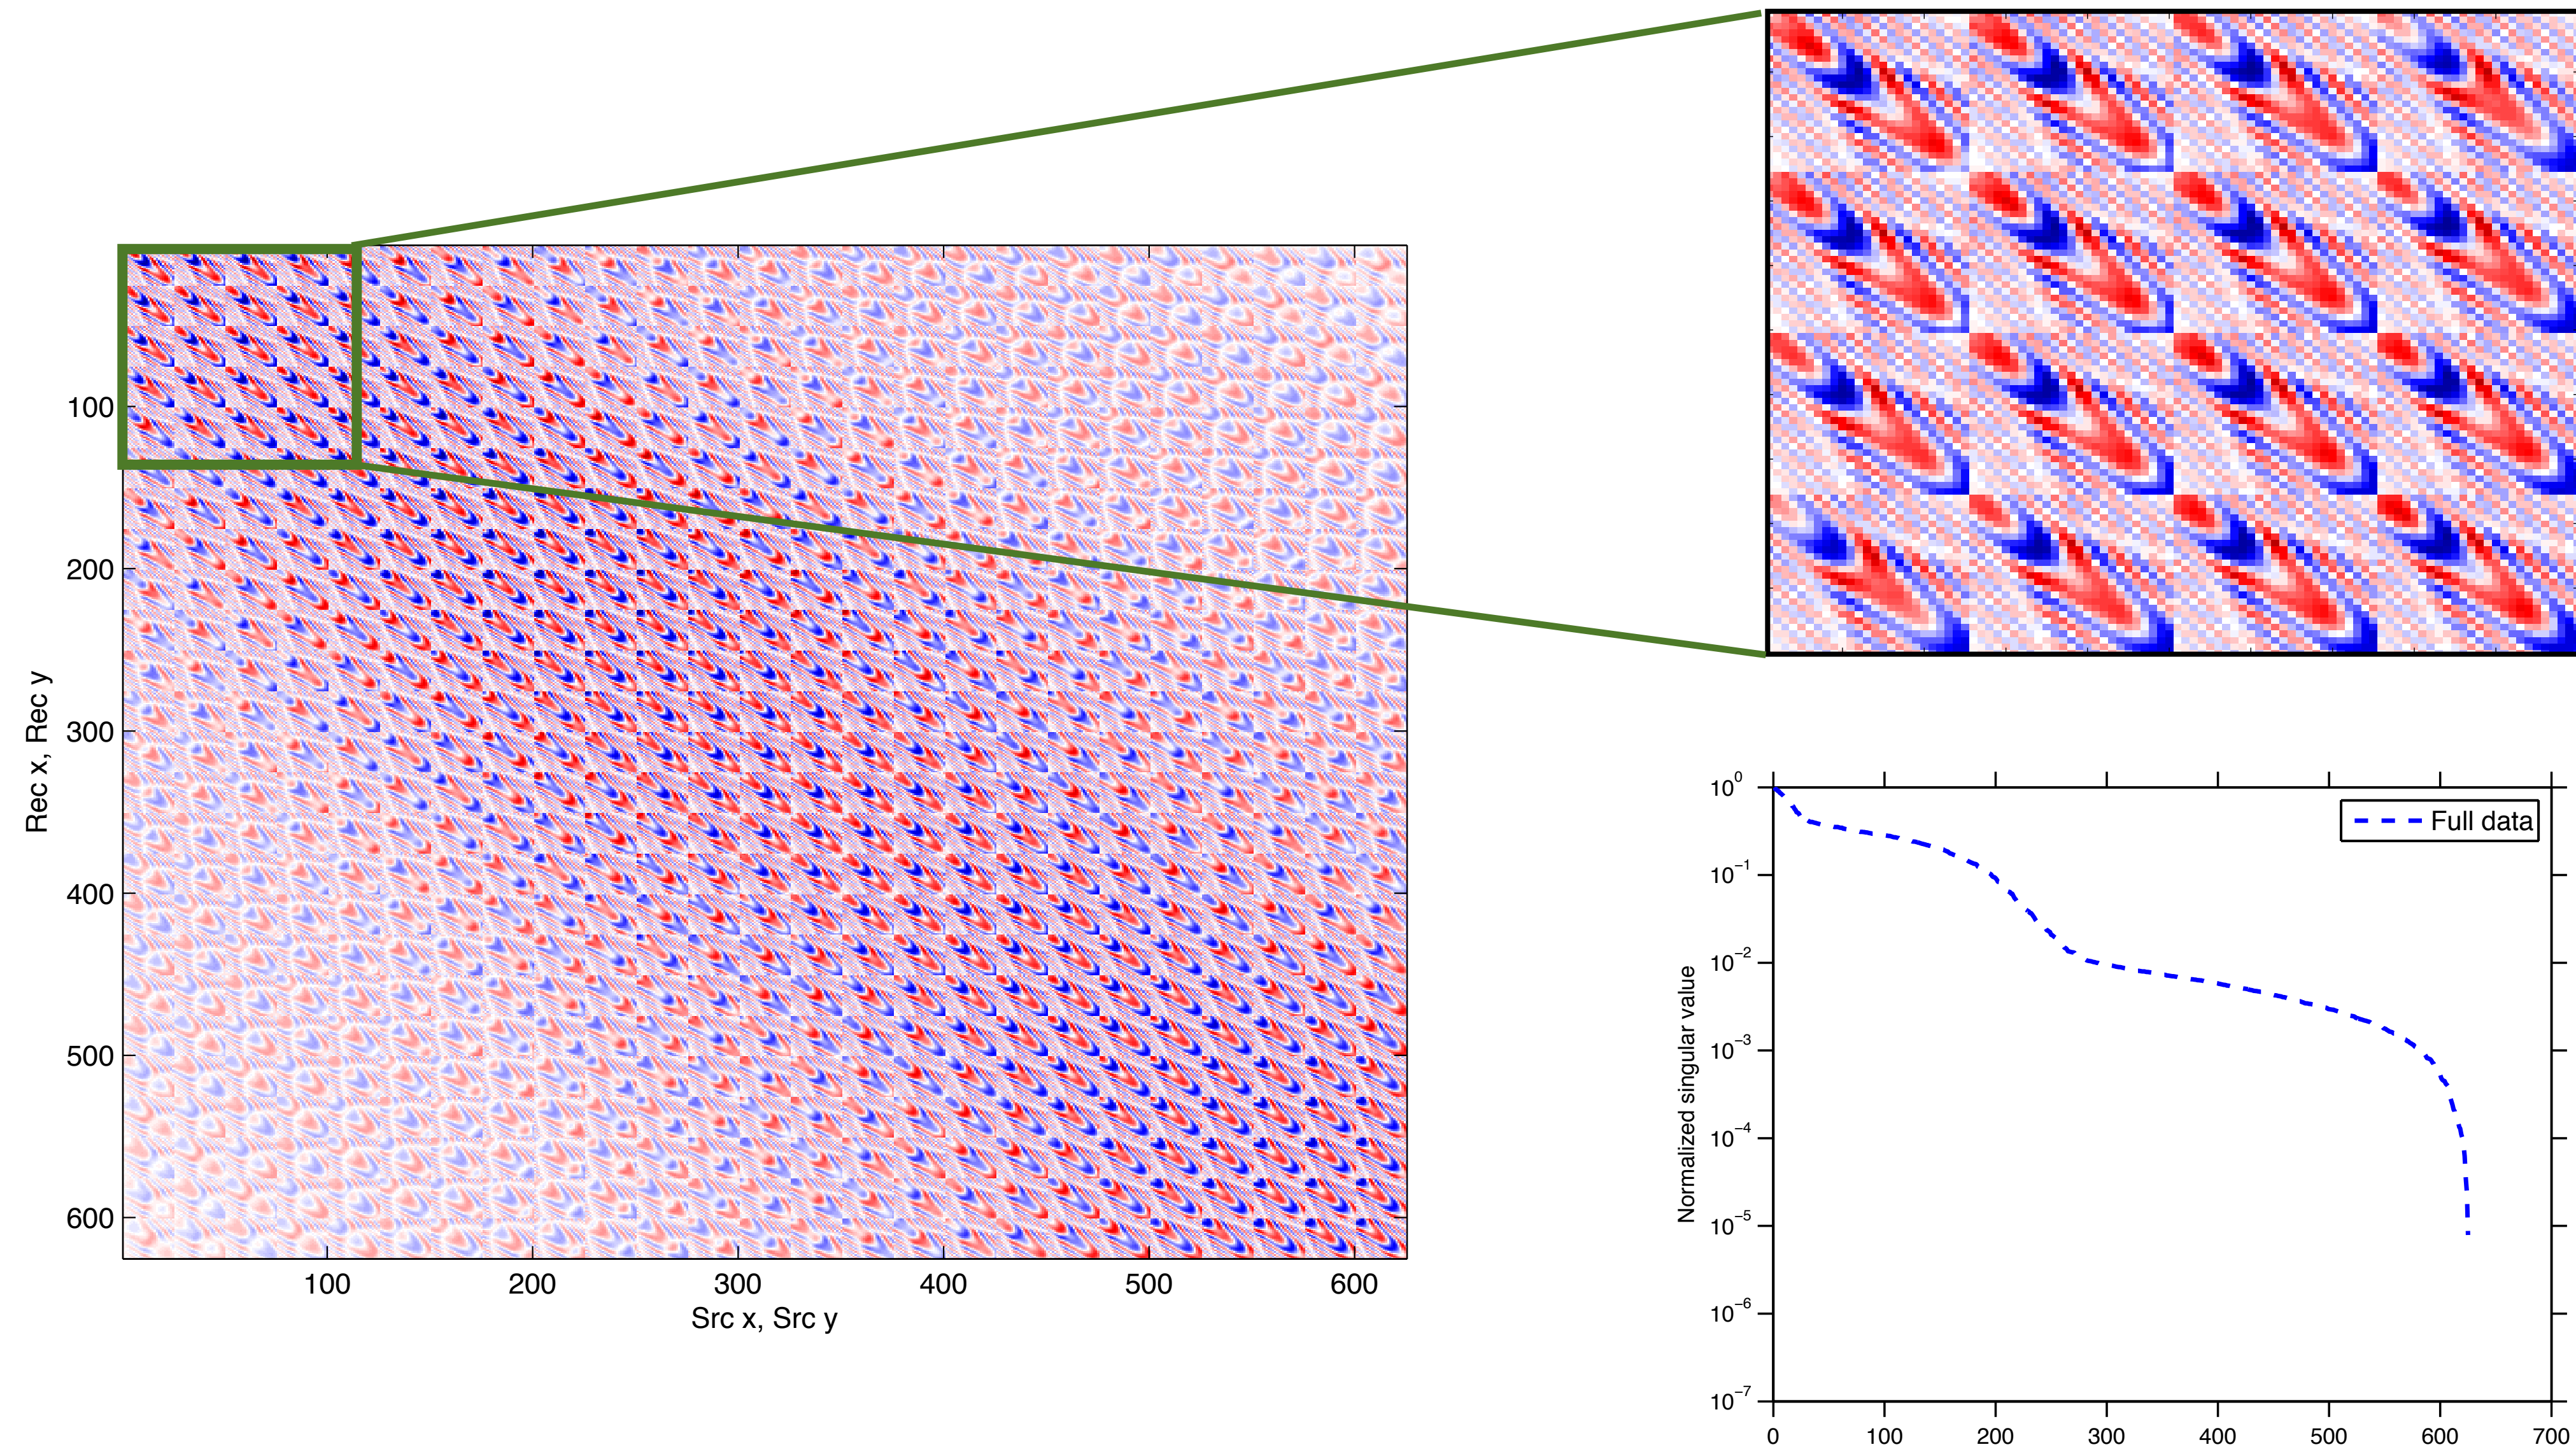 100
200
300
400
500
600
Rec x, Rec y
100 200 300 400 500 600
Src x, Src y
10^0
10^−1
10^−2
10^−3
10^−4
10^−5
10^−6
10^−7
Normalized singular value
Full data
0 100 200 300 400 500 600 700